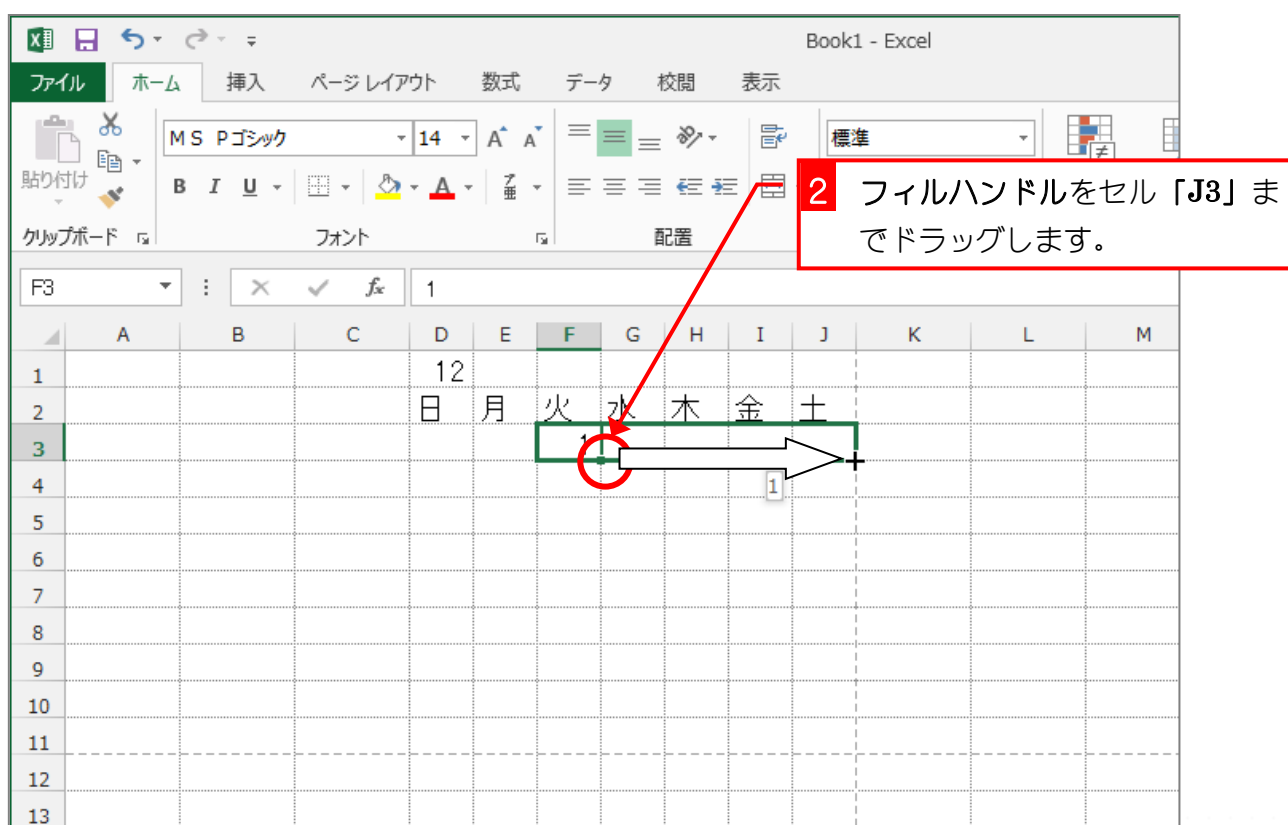 Book1 - Excel
ファイル ホーム 挿入 ページ レイアウト 数式 データ 校閲 表示
ＭＳ Ｐゴシック 14 A A 標準
貼り付け
B I U A ア亜
2 フィルハンドルをセル「J3」ま
でドラッグします。
クリップボード フォント 配置
F3 fx 1
A B C D E F G H I J K L M
1 12
2 日 月 火 水 木 金 土
3 1
4 1
5
6
7
8
9
10
11
12
13